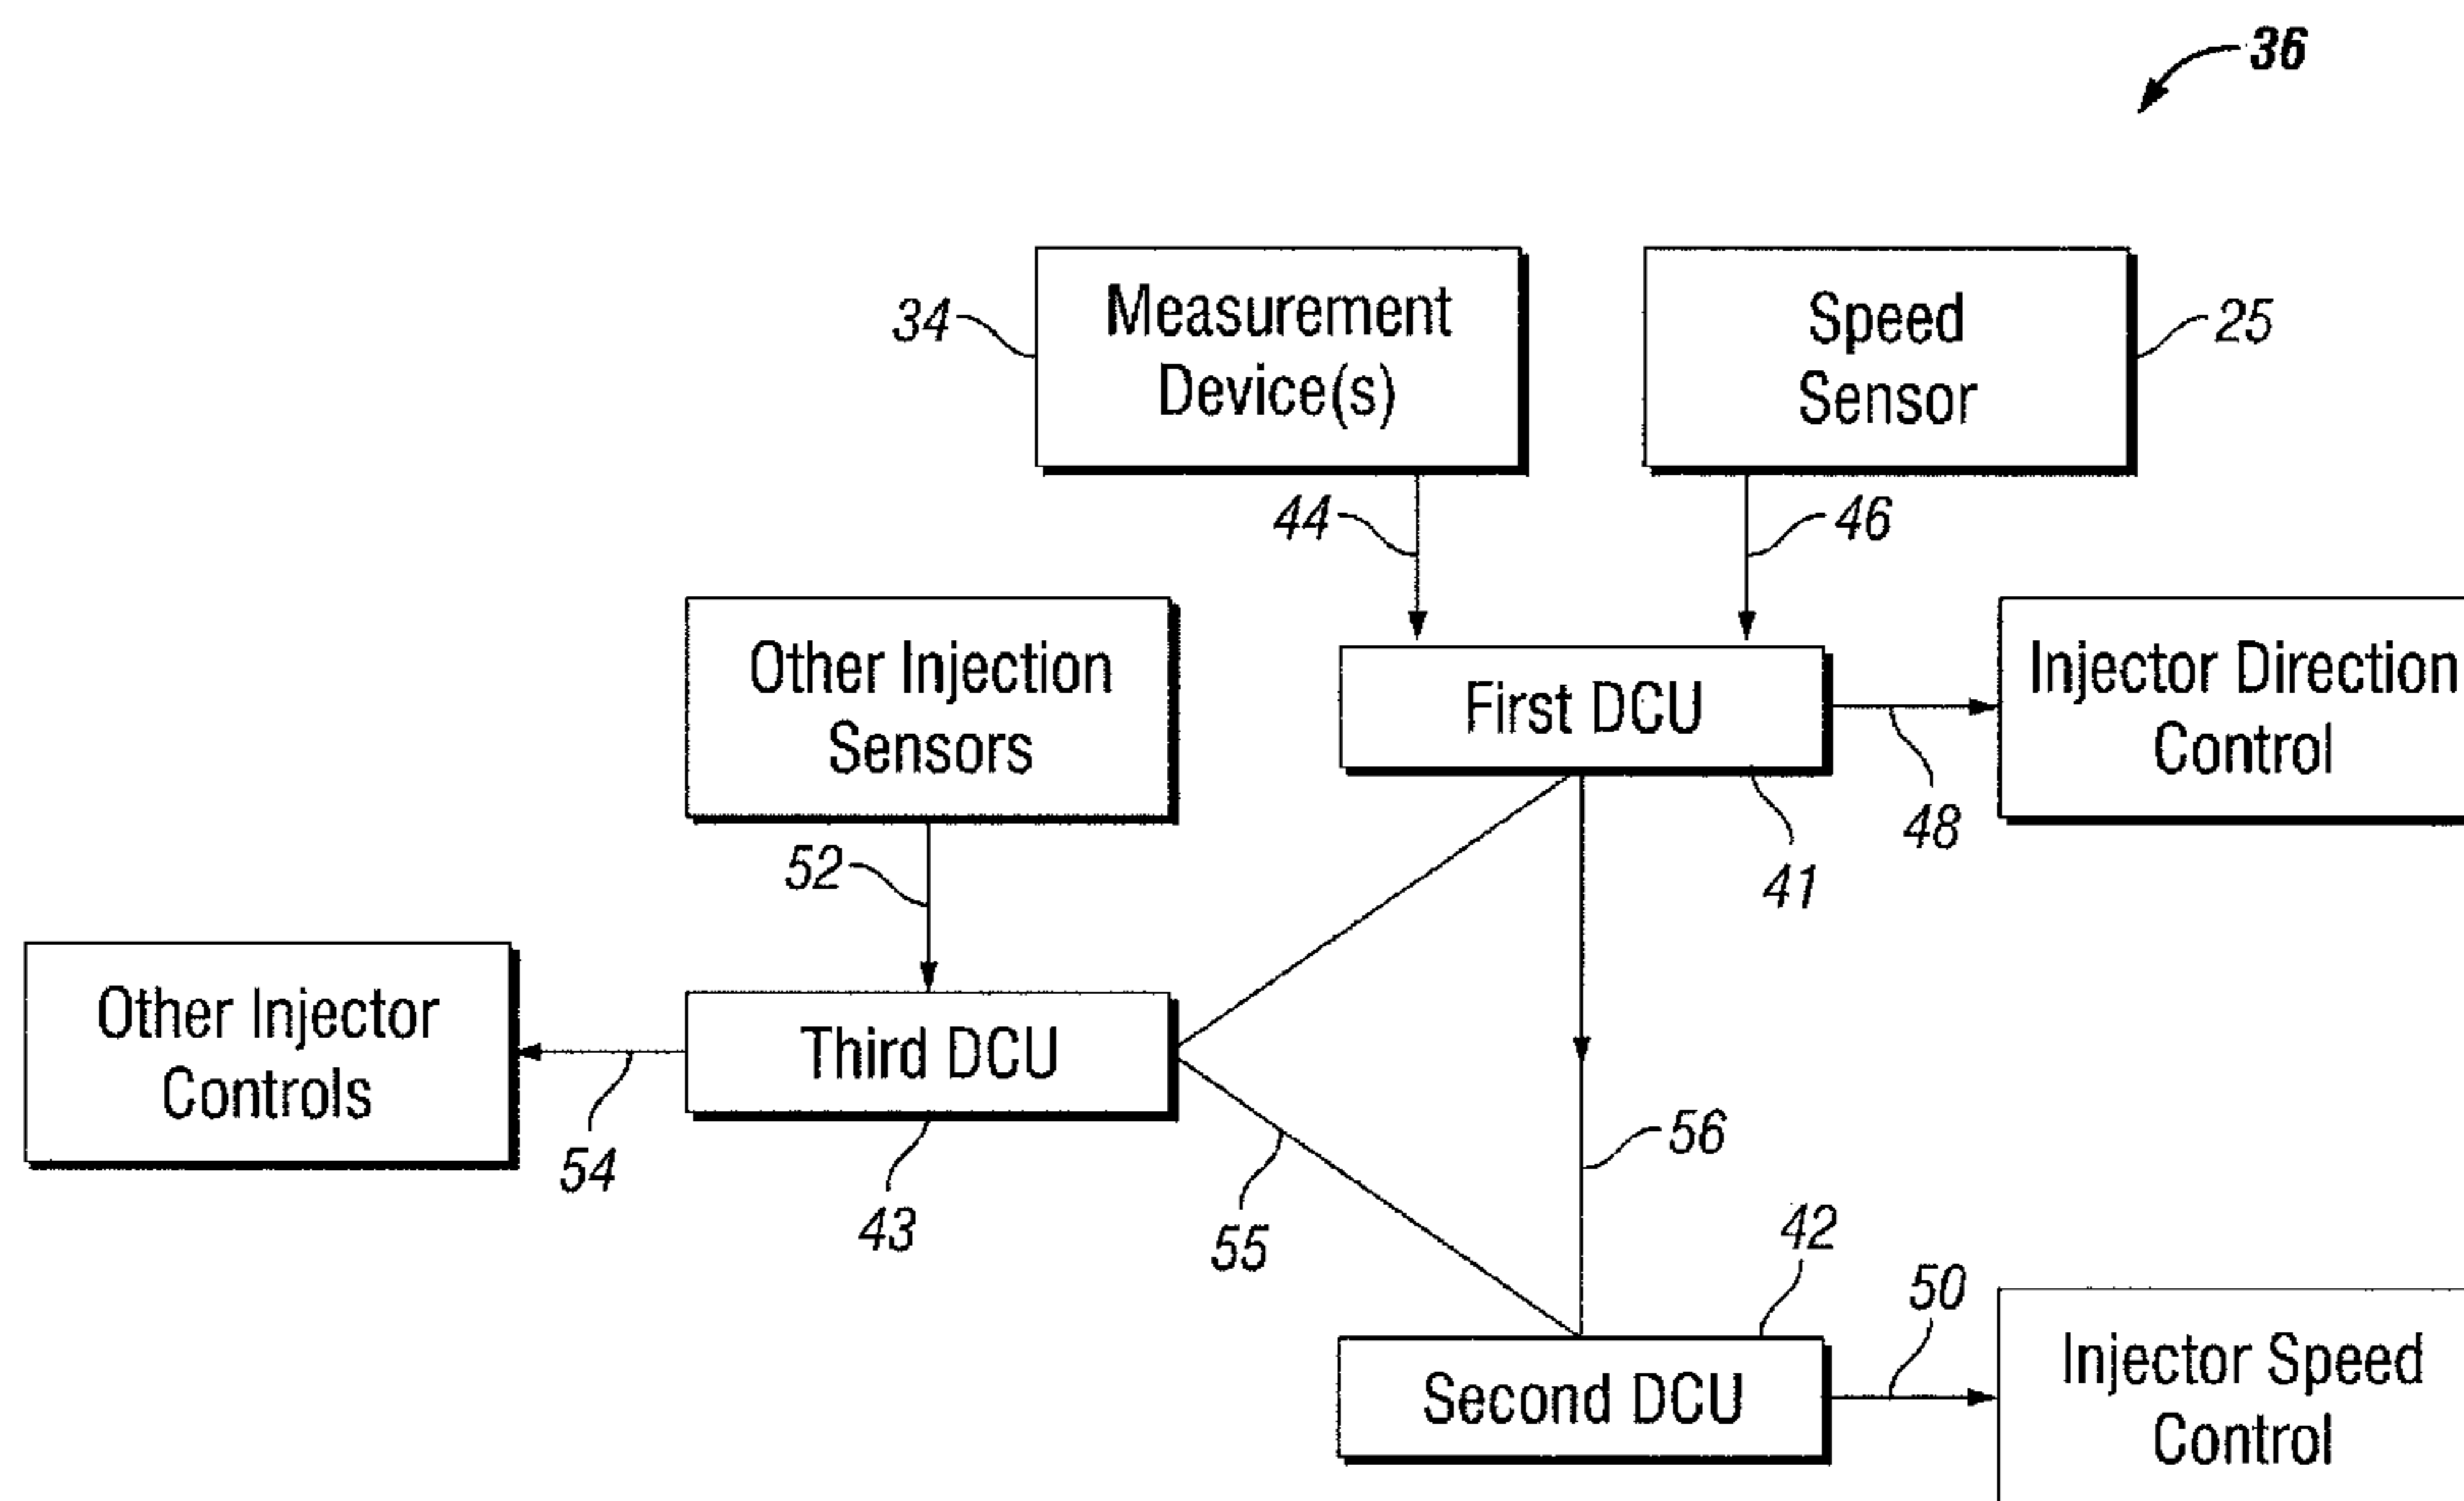 36
Measurement
Device(s)
34
Speed
Sensor
25
44
46
Other Injection
Sensors
First DCU
Injector Direction
Control
48
52
41
Other Injector
Controls
Third DCU
54
43
55
56
42
50
Second DCU
Injector Speed
Control